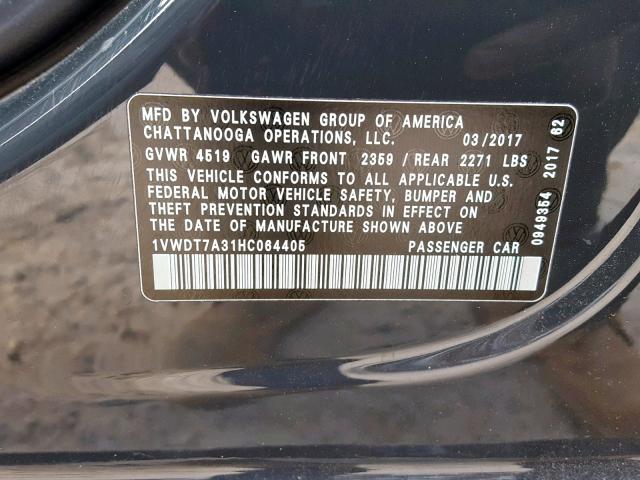 MFD BY VOLKSWAGEN GROUP OF AMERICA
CHATTANOOGA OPERATIONS, LLC. 03/2017
GVWR 4519 GAWR FRONT 2359 / REAR 2271 LBS
THIS VEHICLE CONFORMS TO ALL APPLICABLE U.S.
FEDERAL MOTOR VEHICLE SAFETY, BUMPER AND
THEFT PREVENTION STANDARDS IN EFFECT ON
THE DATE OF MANUFACTURE SHOWN ABOVE
1VWDT7A31HC064405 PASSENGER CAR
0949354 2017 62